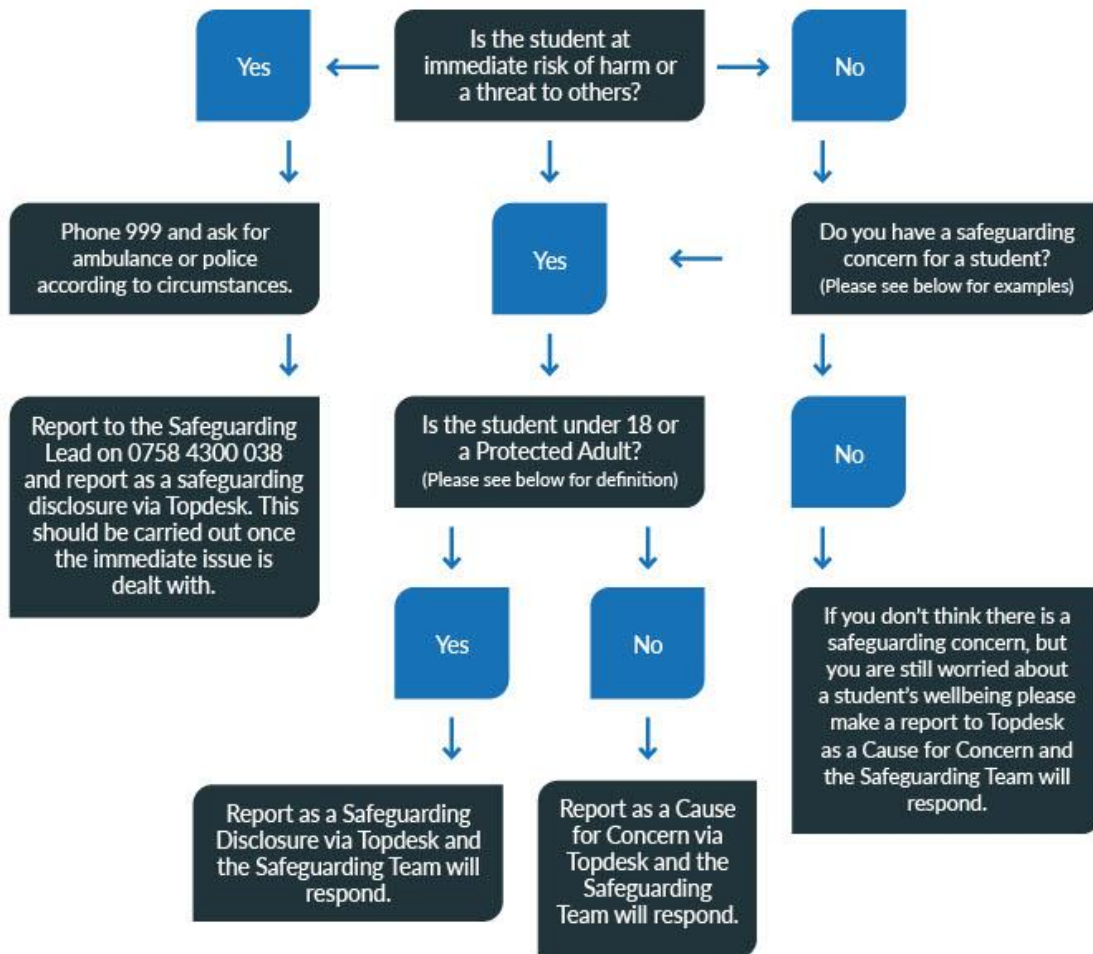 Yes
Is the student at
immediate risk of harm or
a threat to others?
No
Phone 999 and ask for
ambulance or police
according to circumstances.
Yes
Do you have a safeguarding
concern for a student?
(Please see below for examples)
Report to the Safeguarding
Lead on 0758 4300 038
and report as a safeguarding
disclosure via Topdesk. This
should be carried out once
the immediate issue is
dealt with.
Is the student under 18 or
a Protected Adult?
(Please see below for definition)
No
Yes
No
If you don't think there is a
safeguarding concern, but
you are still worried about
a student's wellbeing please
make a report to Topdesk
as a Cause for Concern and
the Safeguarding Team will
respond.
Report as a Safeguarding
Disclosure via Topdesk and
the Safeguarding Team will
respond.
Report as a Cause
for Concern via
Topdesk and the
Safeguarding
Team will respond.